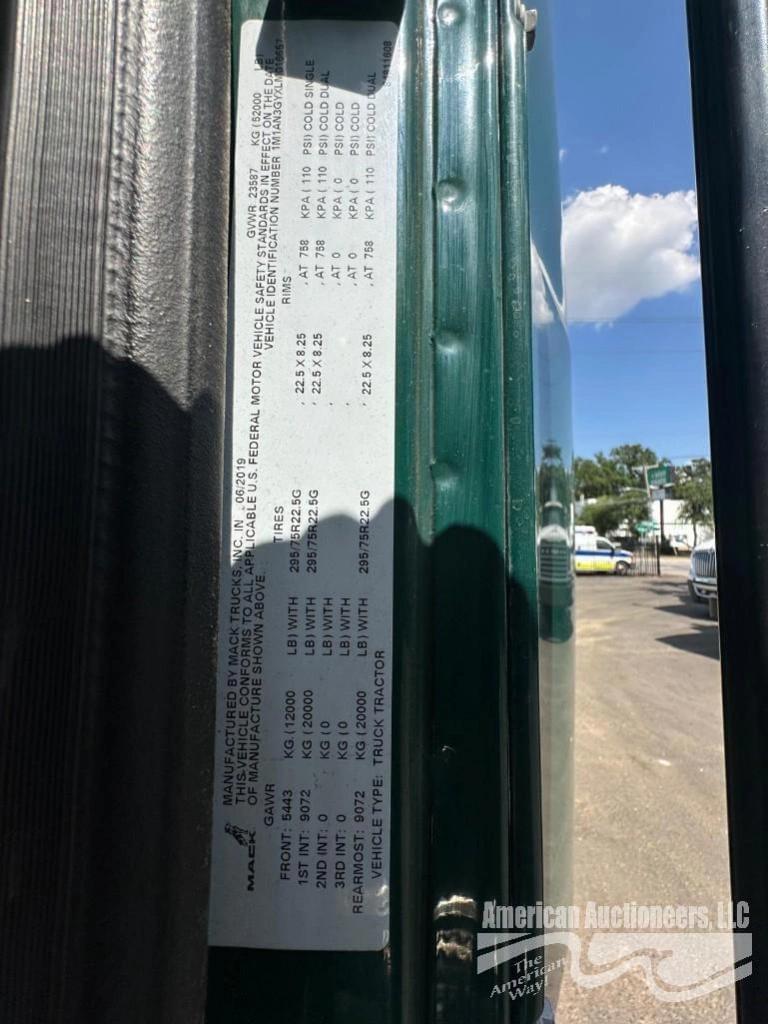 MACK
MANUFACTURED BY MACK TRUCKS, INC. IN 06/2019
GVWR 23587 KG (52000 LB)
THIS VEHICLE CONFORMS TO ALL APPLICABLE U.S. FEDERAL MOTOR VEHICLE SAFETY STANDARDS IN EFFECT ON THE DATE
OF MANUFACTURE SHOWN ABOVE. VEHICLE IDENTIFICATION NUMBER
GAWR TIRES RIMS
FRONT: 5443 KG.(12000 LB) WITH 295/75R22.5G , 22.5 X 8.25 , AT 758 KPA ( 110 PSI) COLD SINGLE
1ST INT: 9072 KG (20000 LB) WITH 295/75R22.5G , 22.5 X 8.25 , AT 758 KPA ( 110 PSI) COLD DUAL
2ND INT: 0 KG (0 LB) WITH , , AT 0 KPA ( 0 PSI) COLD
3RD INT: 0 KG (0 LB) WITH , , AT 0 KPA ( 0 PSI) COLD
REARMOST: 9072 KG (20000 LB) WITH 295/75R22.5G , 22.5 X 8.25 , AT 758 KPA ( 110 PSI) COLD DUAL
VEHICLE TYPE: TRUCK TRACTOR
American Auctioneers, LLC
The
American
Way!